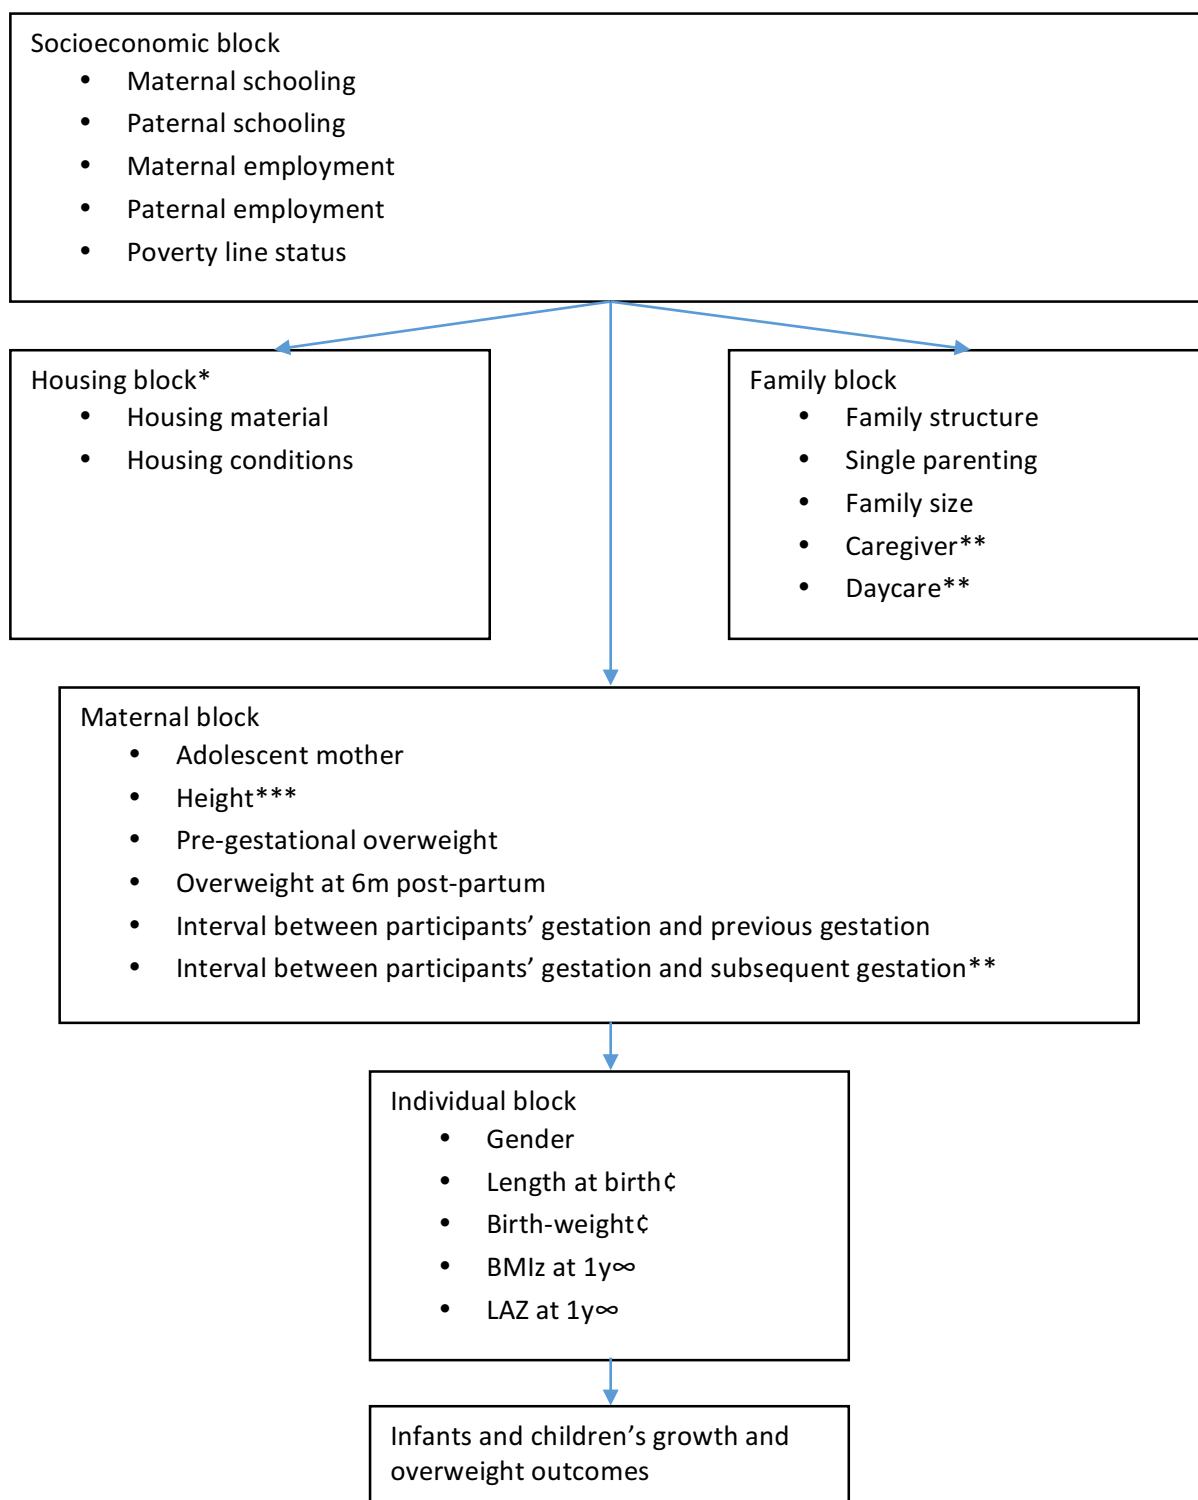 Socioeconomic block
• Maternal schooling
• Paternal schooling
• Maternal employment
• Paternal employment
• Poverty line status
Housing block*
• Housing material
• Housing conditions
Family block
• Family structure
• Single parenting
• Family size
• Caregiver**
• Daycare**
Maternal block
• Adolescent mother
• Height***
• Pre-gestational overweight
• Overweight at 6m post-partum
• Interval between participants’ gestation and previous gestation
• Interval between participants’ gestation and subsequent gestation**
Individual block
• Gender
• Length at birth¢
• Birth-weight¢
• BMIz at 1y∞
• LAZ at 1y∞
Infants and children’s growth and
overweight outcomes